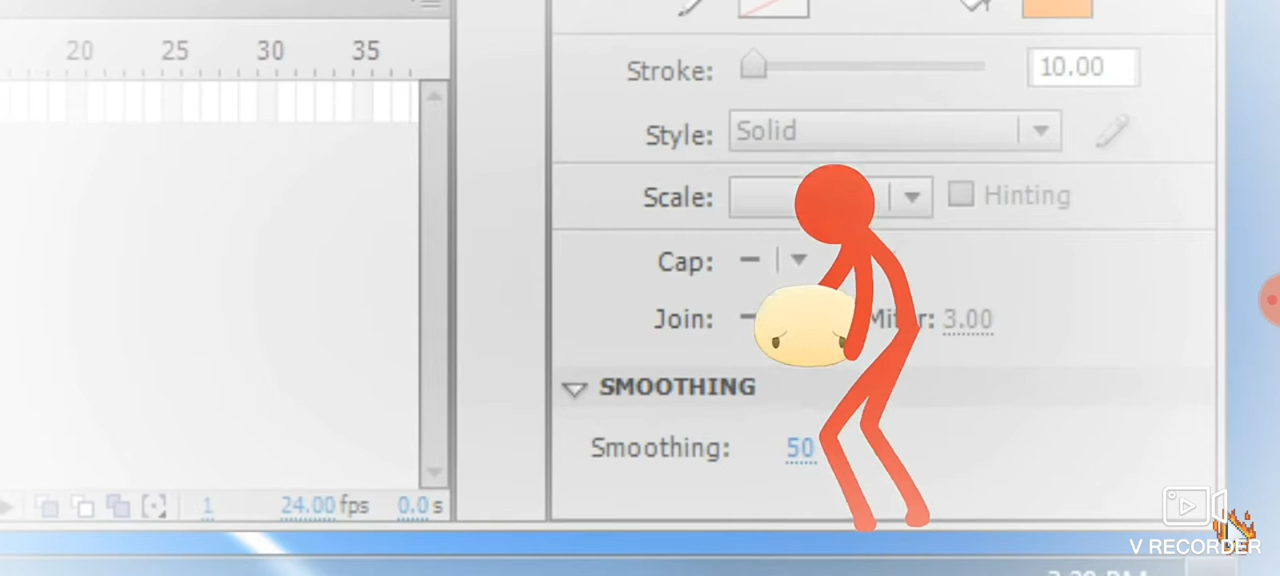 20 25 30 35
Stroke: 10.00
Style: Solid
Scale: Hinting
Cap:
Join: 3.00
SMOOTHING
Smoothing: 50
1 24.00 fps 0.0 s
V RECORDER